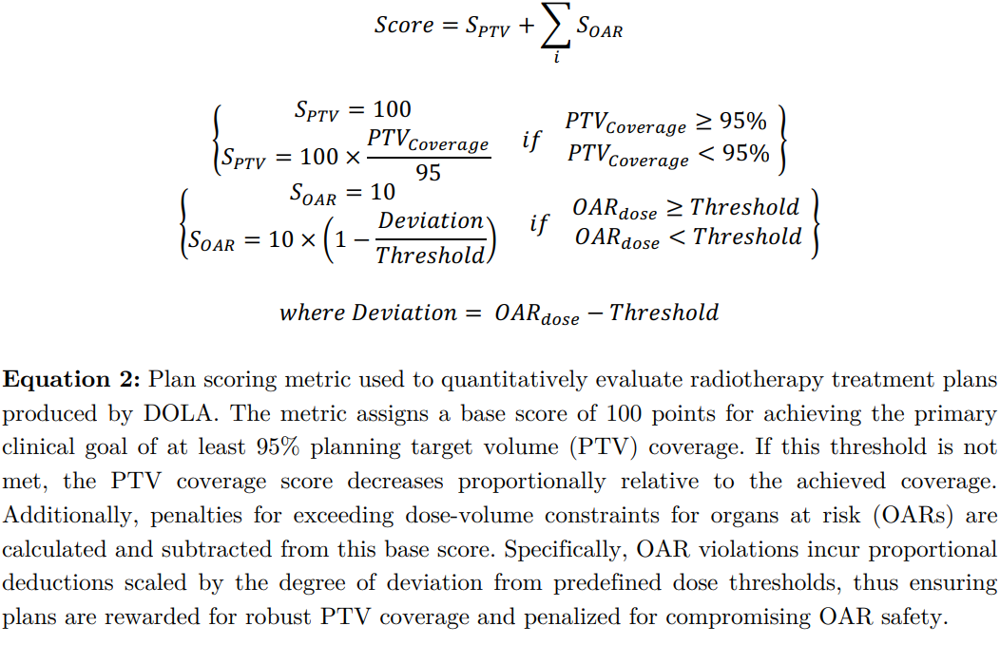 Score = S_{PTV} + \sum_{i} S_{OAR}
\begin{Bmatrix} S_{PTV} = 100 \\ S_{PTV} = 100 \times \frac{PTV_{Coverage}}{95} \end{matrix} \quad if \quad \begin{matrix} PTV_{Coverage} \geq 95\% \\ PTV_{Coverage} < 95\% \end{Bmatrix}
\begin{Bmatrix} S_{OAR} = 10 \\ S_{OAR} = 10 \times \left(1 - \frac{Deviation}{Threshold}\right) \end{matrix} \quad if \quad \begin{matrix} OAR_{dose} \geq Threshold \\ OAR_{dose} < Threshold \end{Bmatrix}
where Deviation = OAR_{dose} − Threshold
Equation 2: Plan scoring metric used to quantitatively evaluate radiotherapy treatment plans
produced by DOLA. The metric assigns a base score of 100 points for achieving the primary
clinical goal of at least 95% planning target volume (PTV) coverage. If this threshold is not
met, the PTV coverage score decreases proportionally relative to the achieved coverage.
Additionally, penalties for exceeding dose-volume constraints for organs at risk (OARs) are
calculated and subtracted from this base score. Specifically, OAR violations incur proportional
deductions scaled by the degree of deviation from predefined dose thresholds, thus ensuring
plans are rewarded for robust PTV coverage and penalized for compromising OAR safety.